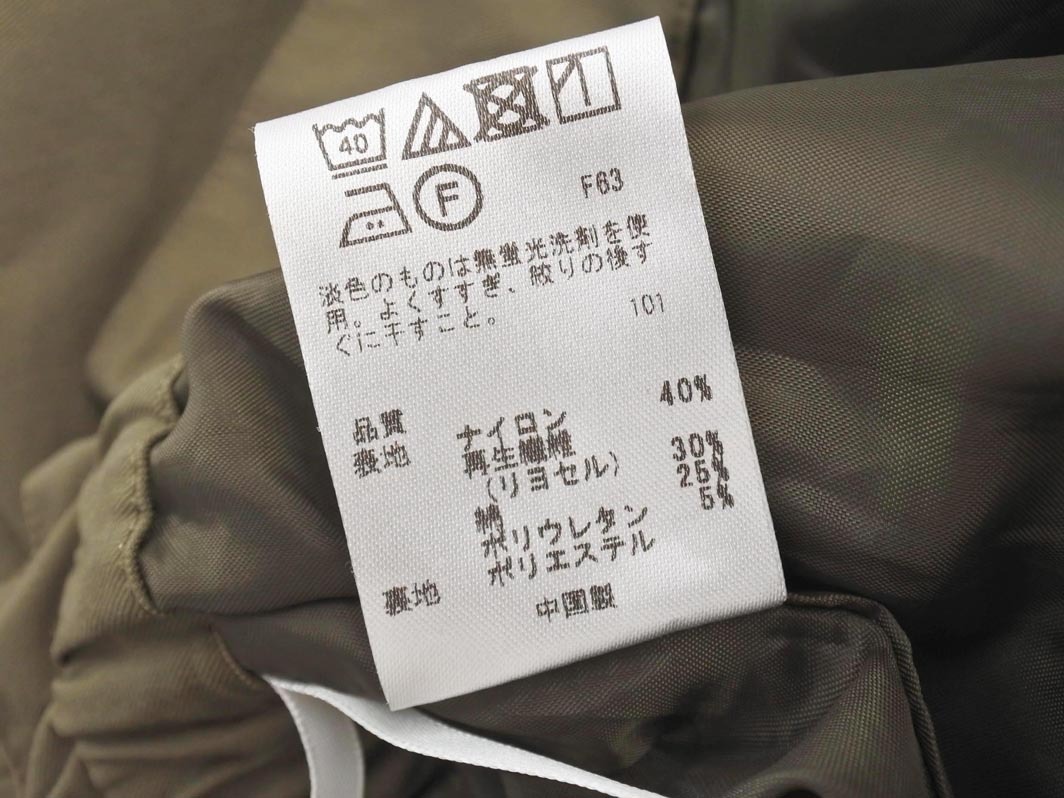 40
F
F63
淡色のものは無蛍光洗剤を使
用。よくすすぎ、絞りの後す
ぐに干すこと。
101
品質
表地 ナイロン 40%
再生繊維
(リヨセル) 30%
綿 25%
ポリウレタン 5%
裏地 ポリエステル
中国製